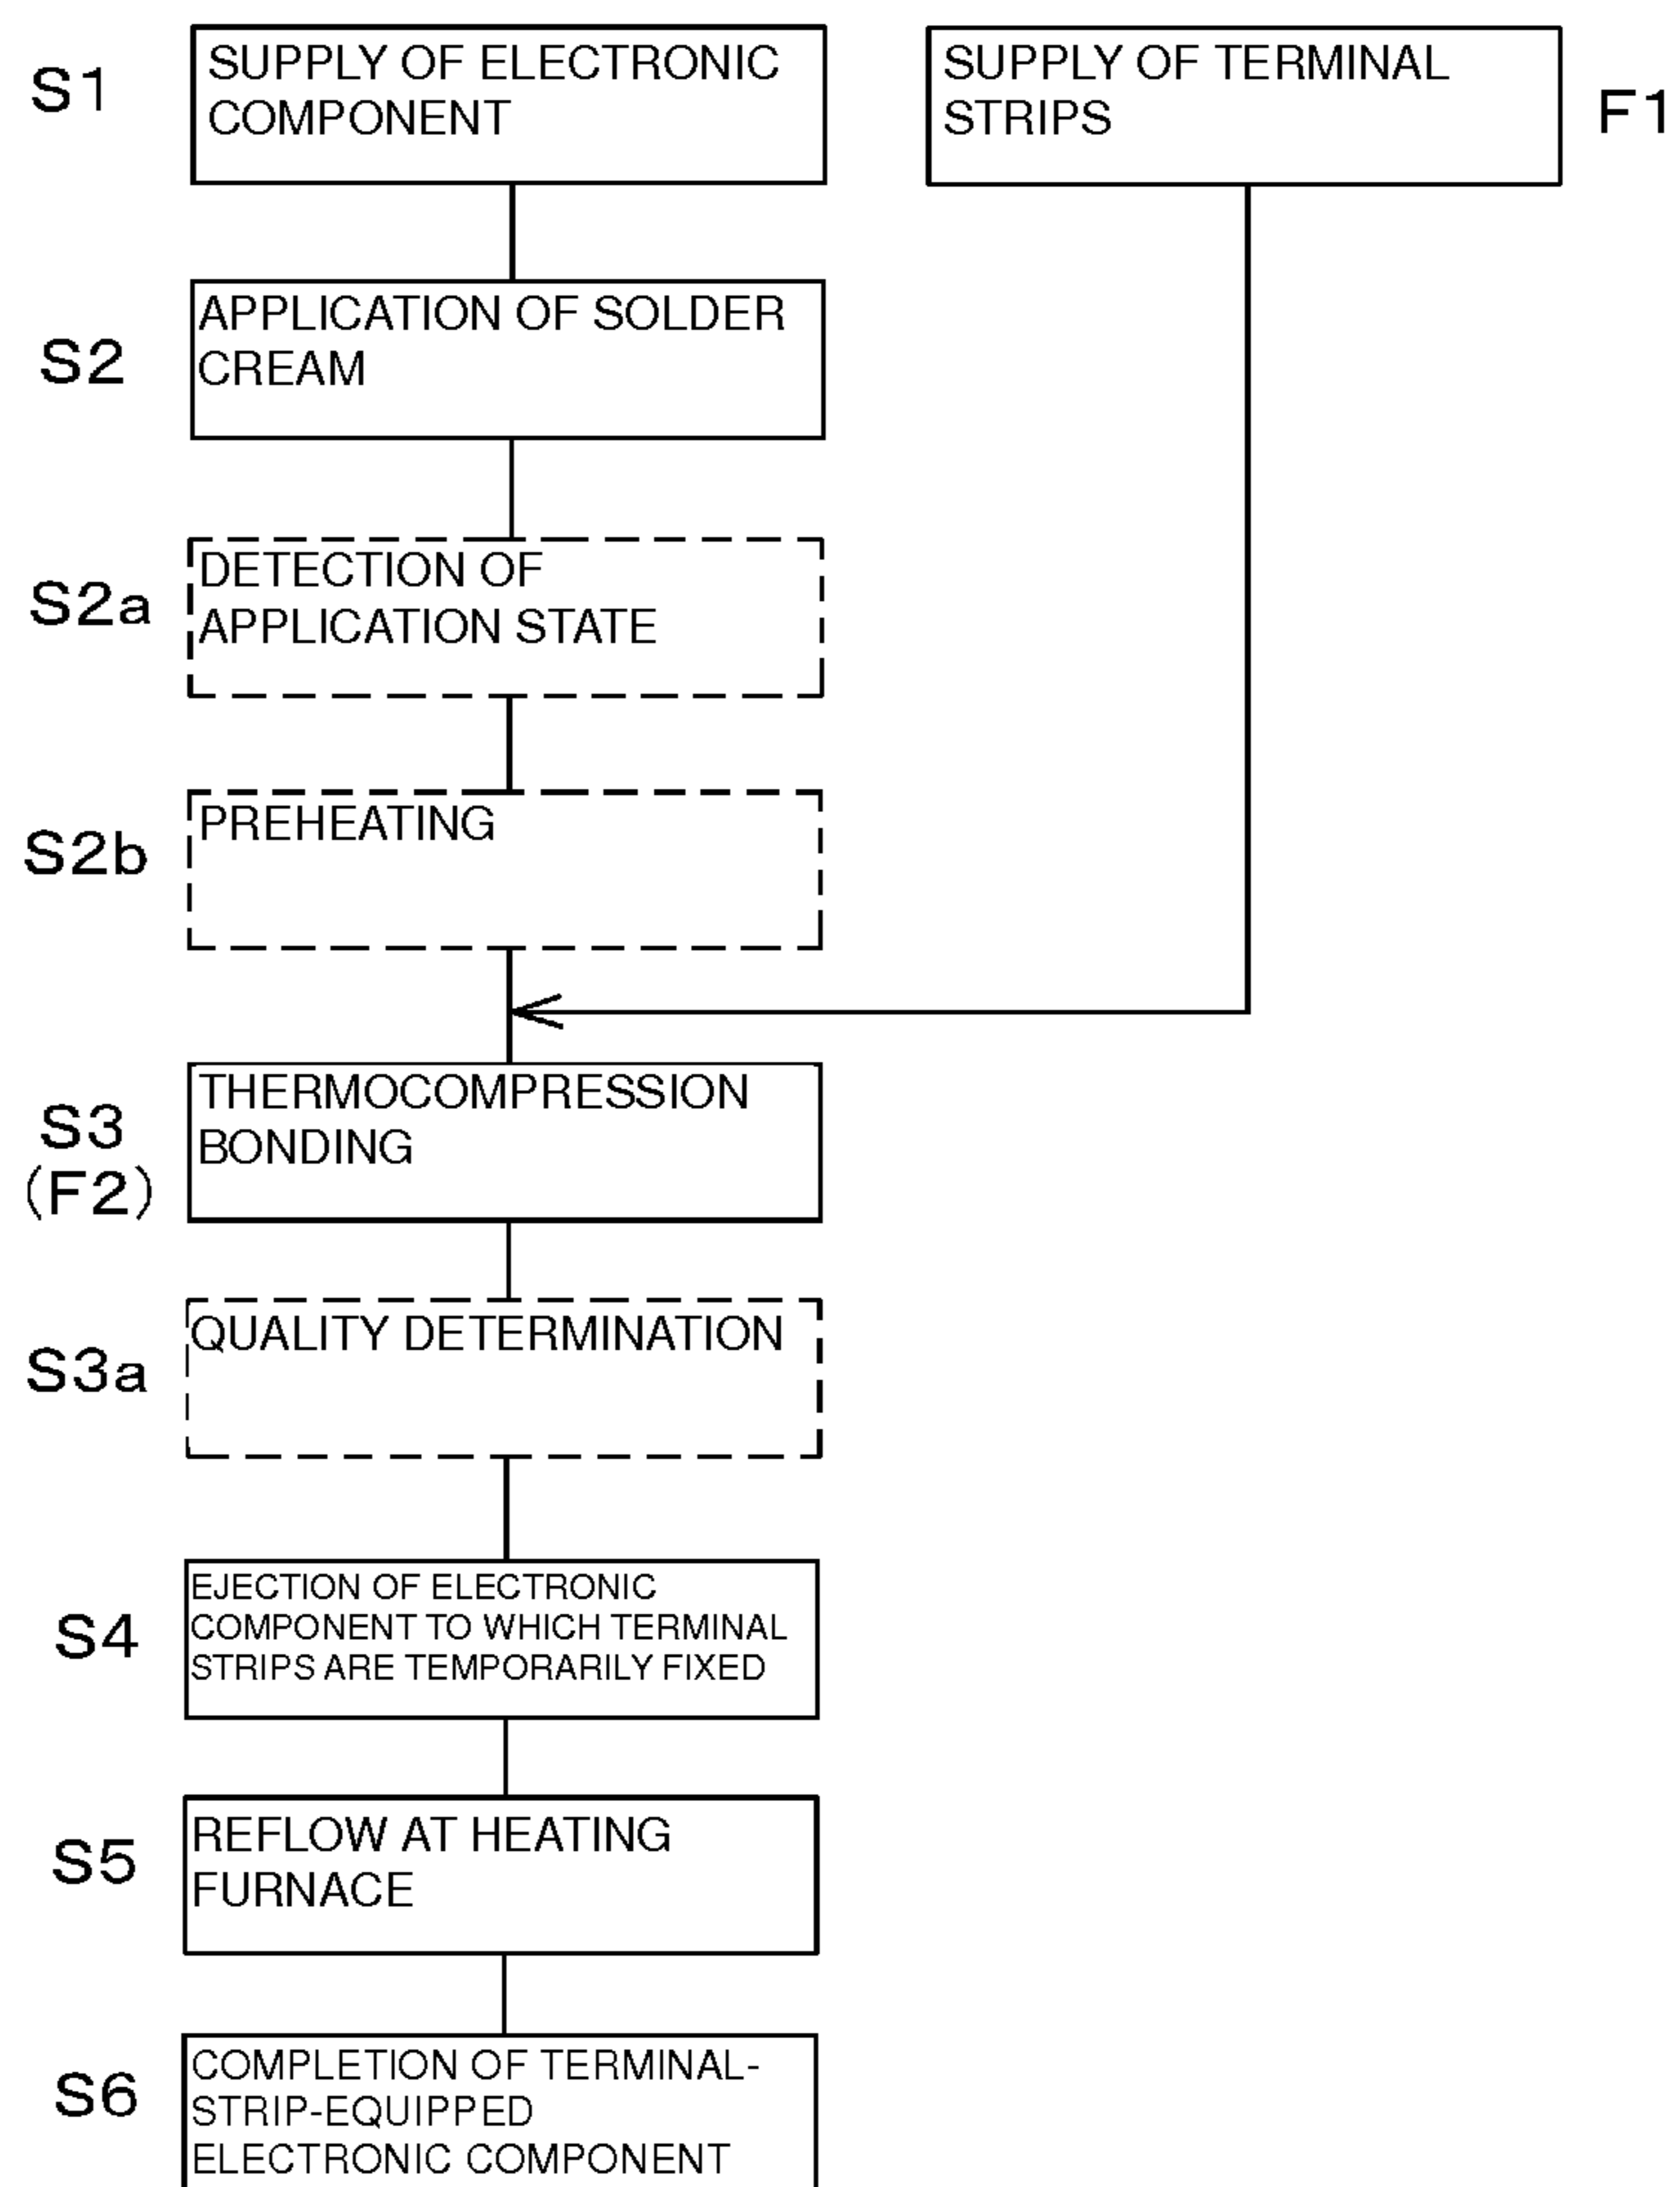 S1
SUPPLY OF ELECTRONIC
COMPONENT
SUPPLY OF TERMINAL
STRIPS
F1
S2
APPLICATION OF SOLDER
CREAM
S2a
DETECTION OF
APPLICATION STATE
S2b
PREHEATING
S3
(F2)
THERMOCOMPRESSION
BONDING
S3a
QUALITY DETERMINATION
S4
EJECTION OF ELECTRONIC
COMPONENT TO WHICH TERMINAL
STRIPS ARE TEMPORARILY FIXED
S5
REFLOW AT HEATING
FURNACE
S6
COMPLETION OF TERMINAL-
STRIP-EQUIPPED
ELECTRONIC COMPONENT